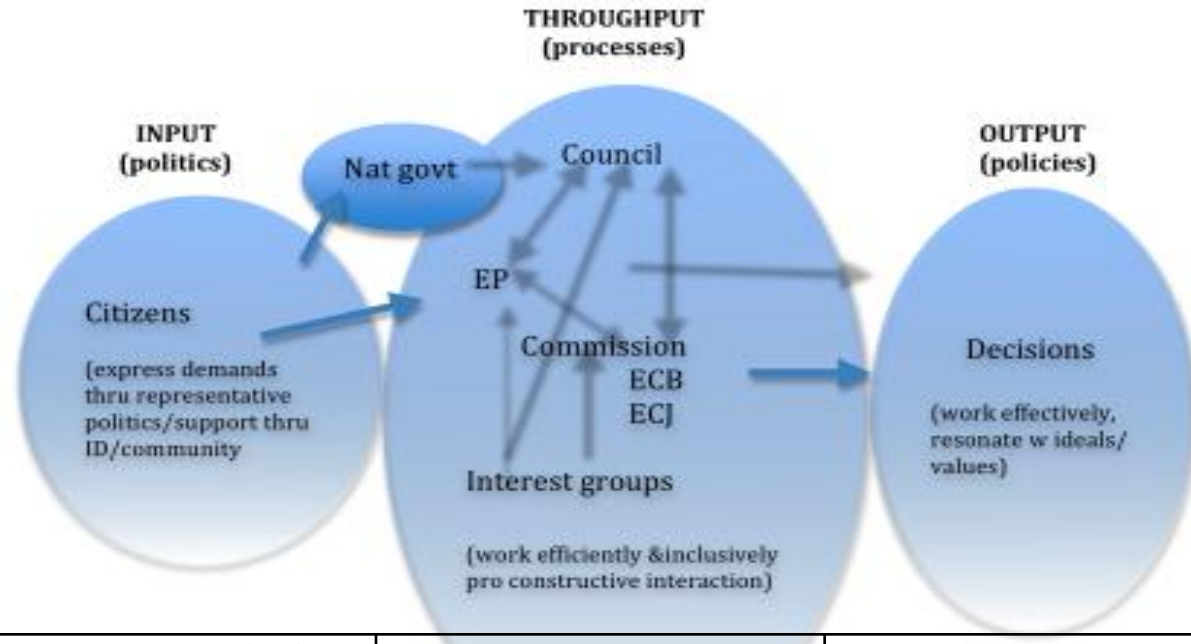 THROUGHPUT
(processes)
INPUT
(politics)
OUTPUT
(policies)
Nat govt
Council
EP
Citizens
(express demands
thru representative
politics/support thru
ID/community
Commission
ECB
ECJ
Interest groups
(work efficiently &inclusively
pro constructive interaction)
Decisions
(work effectively,
resonate w ideals/
values)